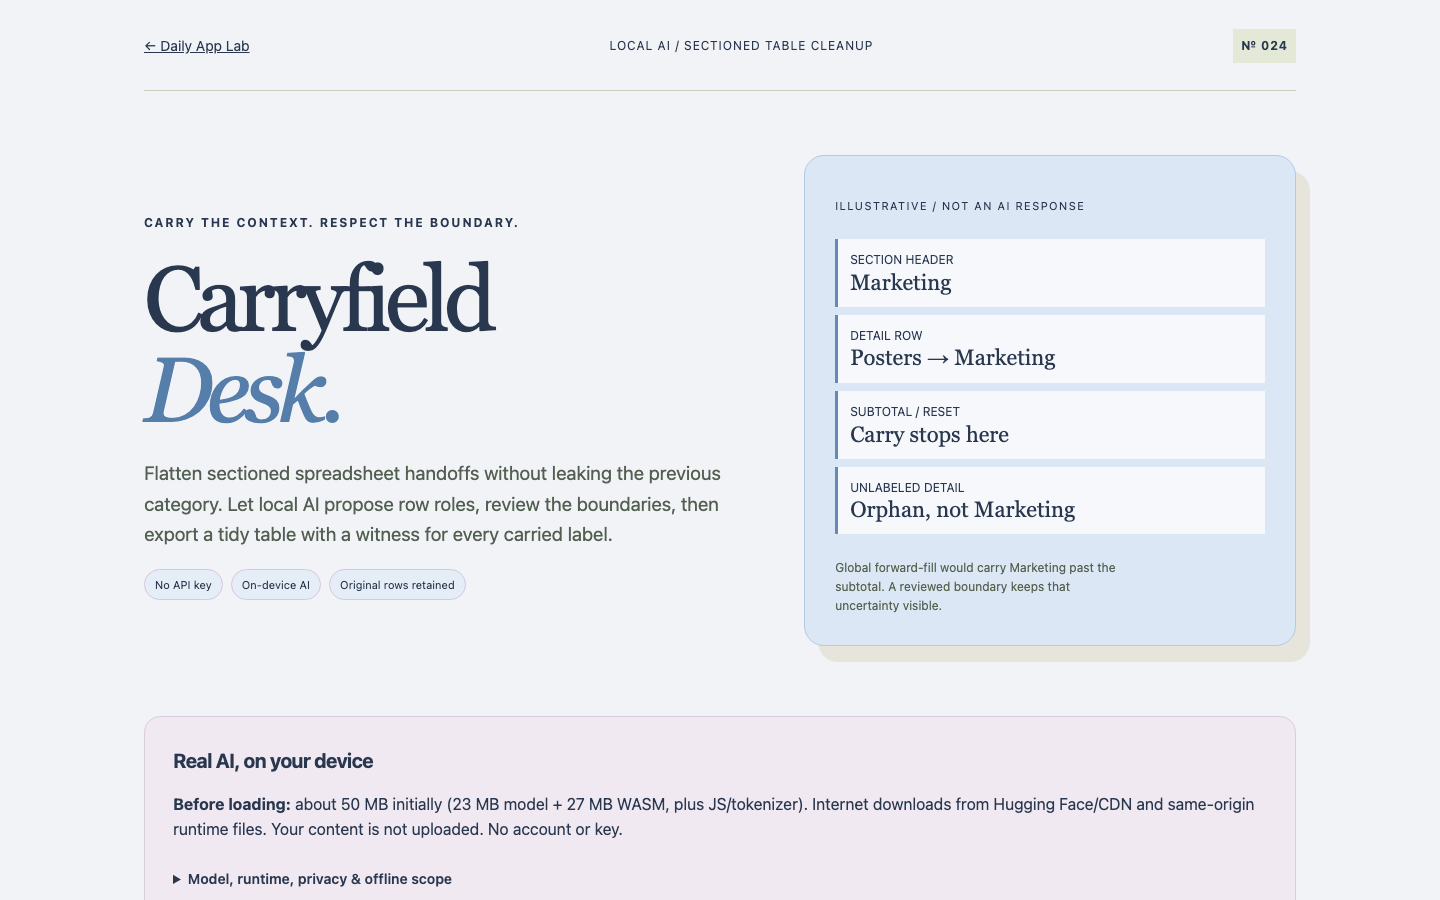 ← Daily App Lab
LOCAL AI / SECTIONED TABLE CLEANUP
Nº 024
CARRY THE CONTEXT. RESPECT THE BOUNDARY.
Carryfield
Desk.
Flatten sectioned spreadsheet handoffs without leaking the previous
category. Let local AI propose row roles, review the boundaries, then
export a tidy table with a witness for every carried label.
No API key
On-device AI
Original rows retained
ILLUSTRATIVE / NOT AN AI RESPONSE
SECTION HEADER
Marketing
DETAIL ROW
Posters → Marketing
SUBTOTAL / RESET
Carry stops here
UNLABELED DETAIL
Orphan, not Marketing
Global forward-fill would carry Marketing past the
subtotal. A reviewed boundary keeps that
uncertainty visible.
Real AI, on your device
Before loading: about 50 MB initially (23 MB model + 27 MB WASM, plus JS/tokenizer). Internet downloads from Hugging Face/CDN and same-origin
runtime files. Your content is not uploaded. No account or key.
▶ Model, runtime, privacy & offline scope